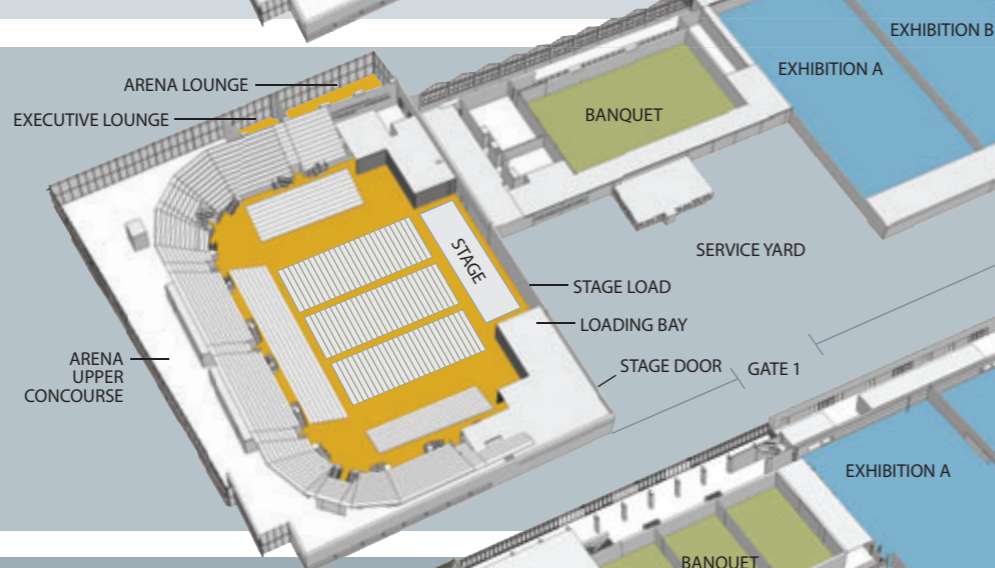 EXHIBITION B
EXHIBITION A
ARENA LOUNGE
EXECUTIVE LOUNGE
BANQUET
STAGE
SERVICE YARD
STAGE LOAD
LOADING BAY
ARENA
UPPER
CONCOURSE
STAGE DOOR
GATE 1
EXHIBITION A
BANQUET